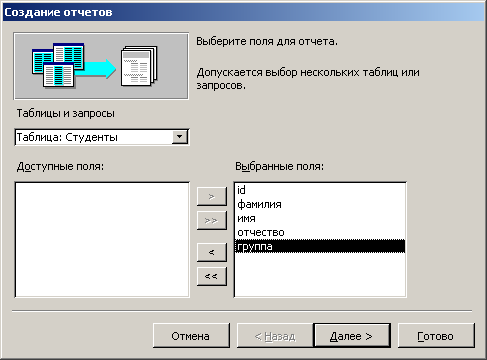 Создание отчетов
Выберите поля для отчета.
Допускается выбор нескольких таблиц или
запросов.
Таблицы и запросы
Таблица: Студенты
Доступные поля:
Выбранные поля:
>
>>
<
<<
id
фамилия
имя
отчество
группа
Отмена
< Назад
Далее >
Готово